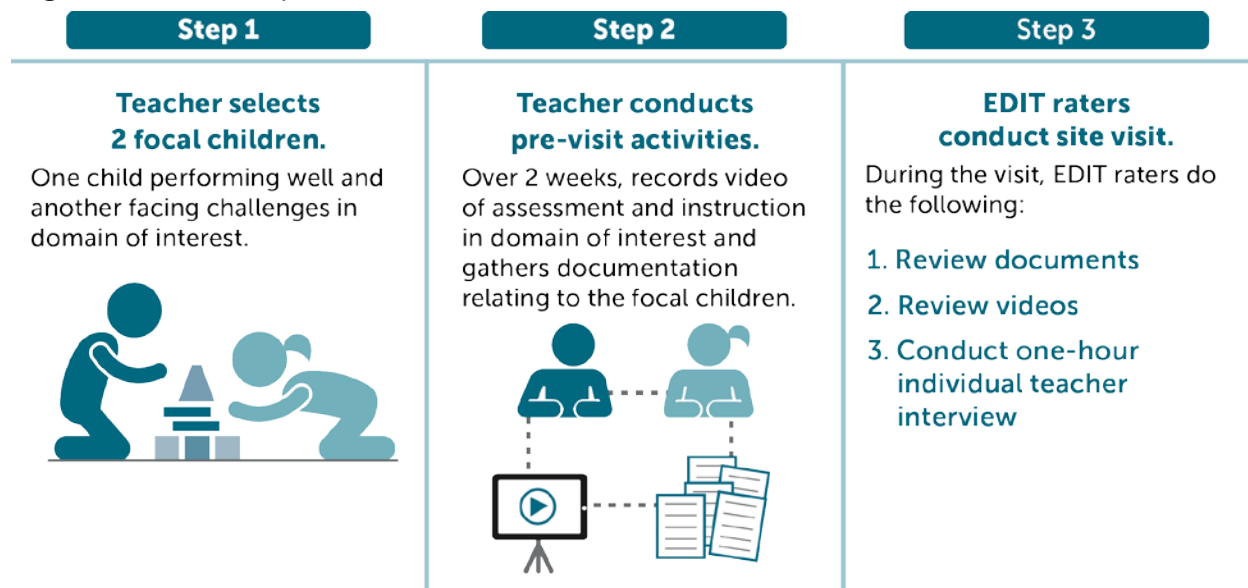 Step 1
Teacher selects
2 focal children.
One child performing well and
another facing challenges in
domain of interest.
Step 2
Teacher conducts
pre-visit activities.
Over 2 weeks, records video
of assessment and instruction
in domain of interest and
gathers documentation
relating to the focal children.
Step 3
EDIT raters
conduct site visit.
During the visit, EDIT raters do
the following:
1. Review documents
2. Review videos
3. Conduct one-hour
individual teacher
interview